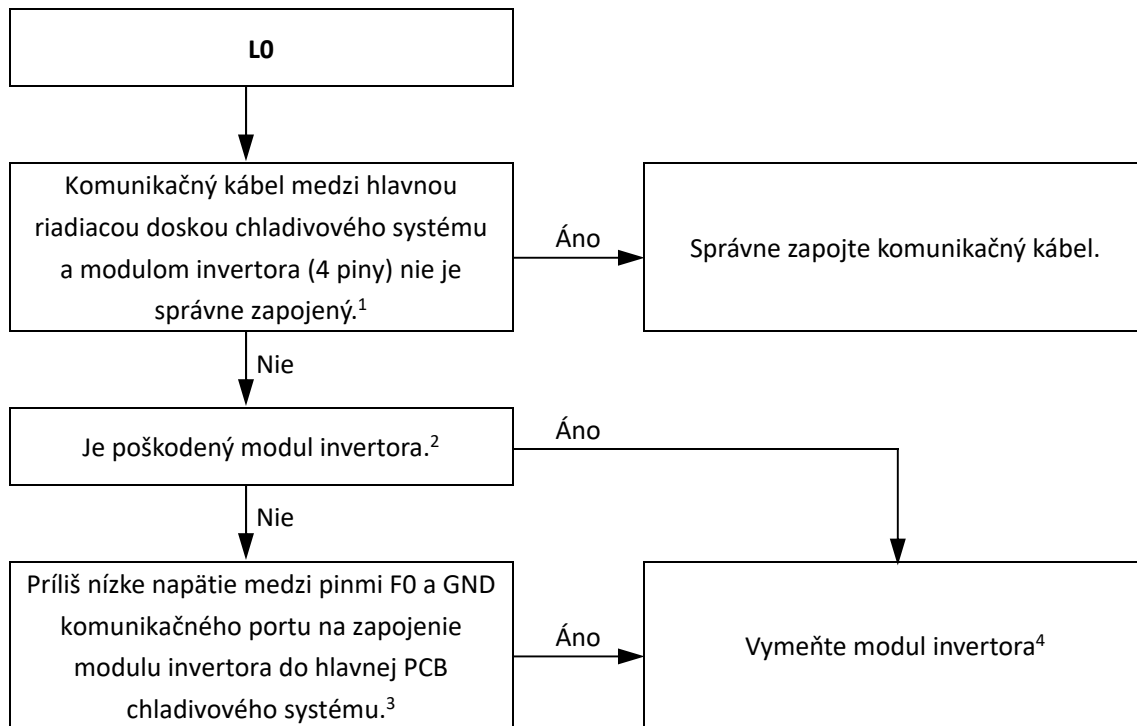 L0
Komunikačný kábel medzi hlavnou
riadiacou doskou chladivového systému
a modulom invertora (4 piny) nie je
správne zapojený.1
Áno
Správne zapojte komunikačný kábel.
Nie
Je poškodený modul invertora.2
Áno
Nie
Príliš nízke napätie medzi pinmi F0 a GND
komunikačného portu na zapojenie
modulu invertora do hlavnej PCB
chladivového systému.3
Áno
Vymeňte modul invertora4